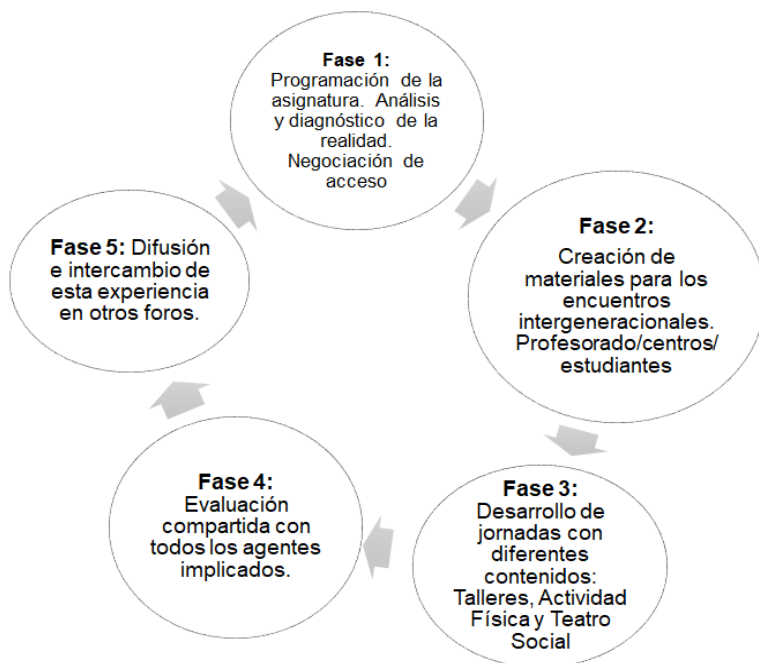 Fase 1:
Programación de la
asignatura. Análisis
y diagnóstico de la
realidad.
Negociación de
acceso
Fase 2:
Creación de
materiales para los
encuentros
intergeneracionales.
Profesorado/centros/
estudiantes
Fase 3:
Desarrollo de
jornadas con
diferentes
contenidos:
Talleres, Actividad
Física y Teatro
Social
Fase 4:
Evaluación
compartida con
todos los agentes
implicados.
Fase 5: Difusión
e intercambio de
esta experiencia
en otros foros.